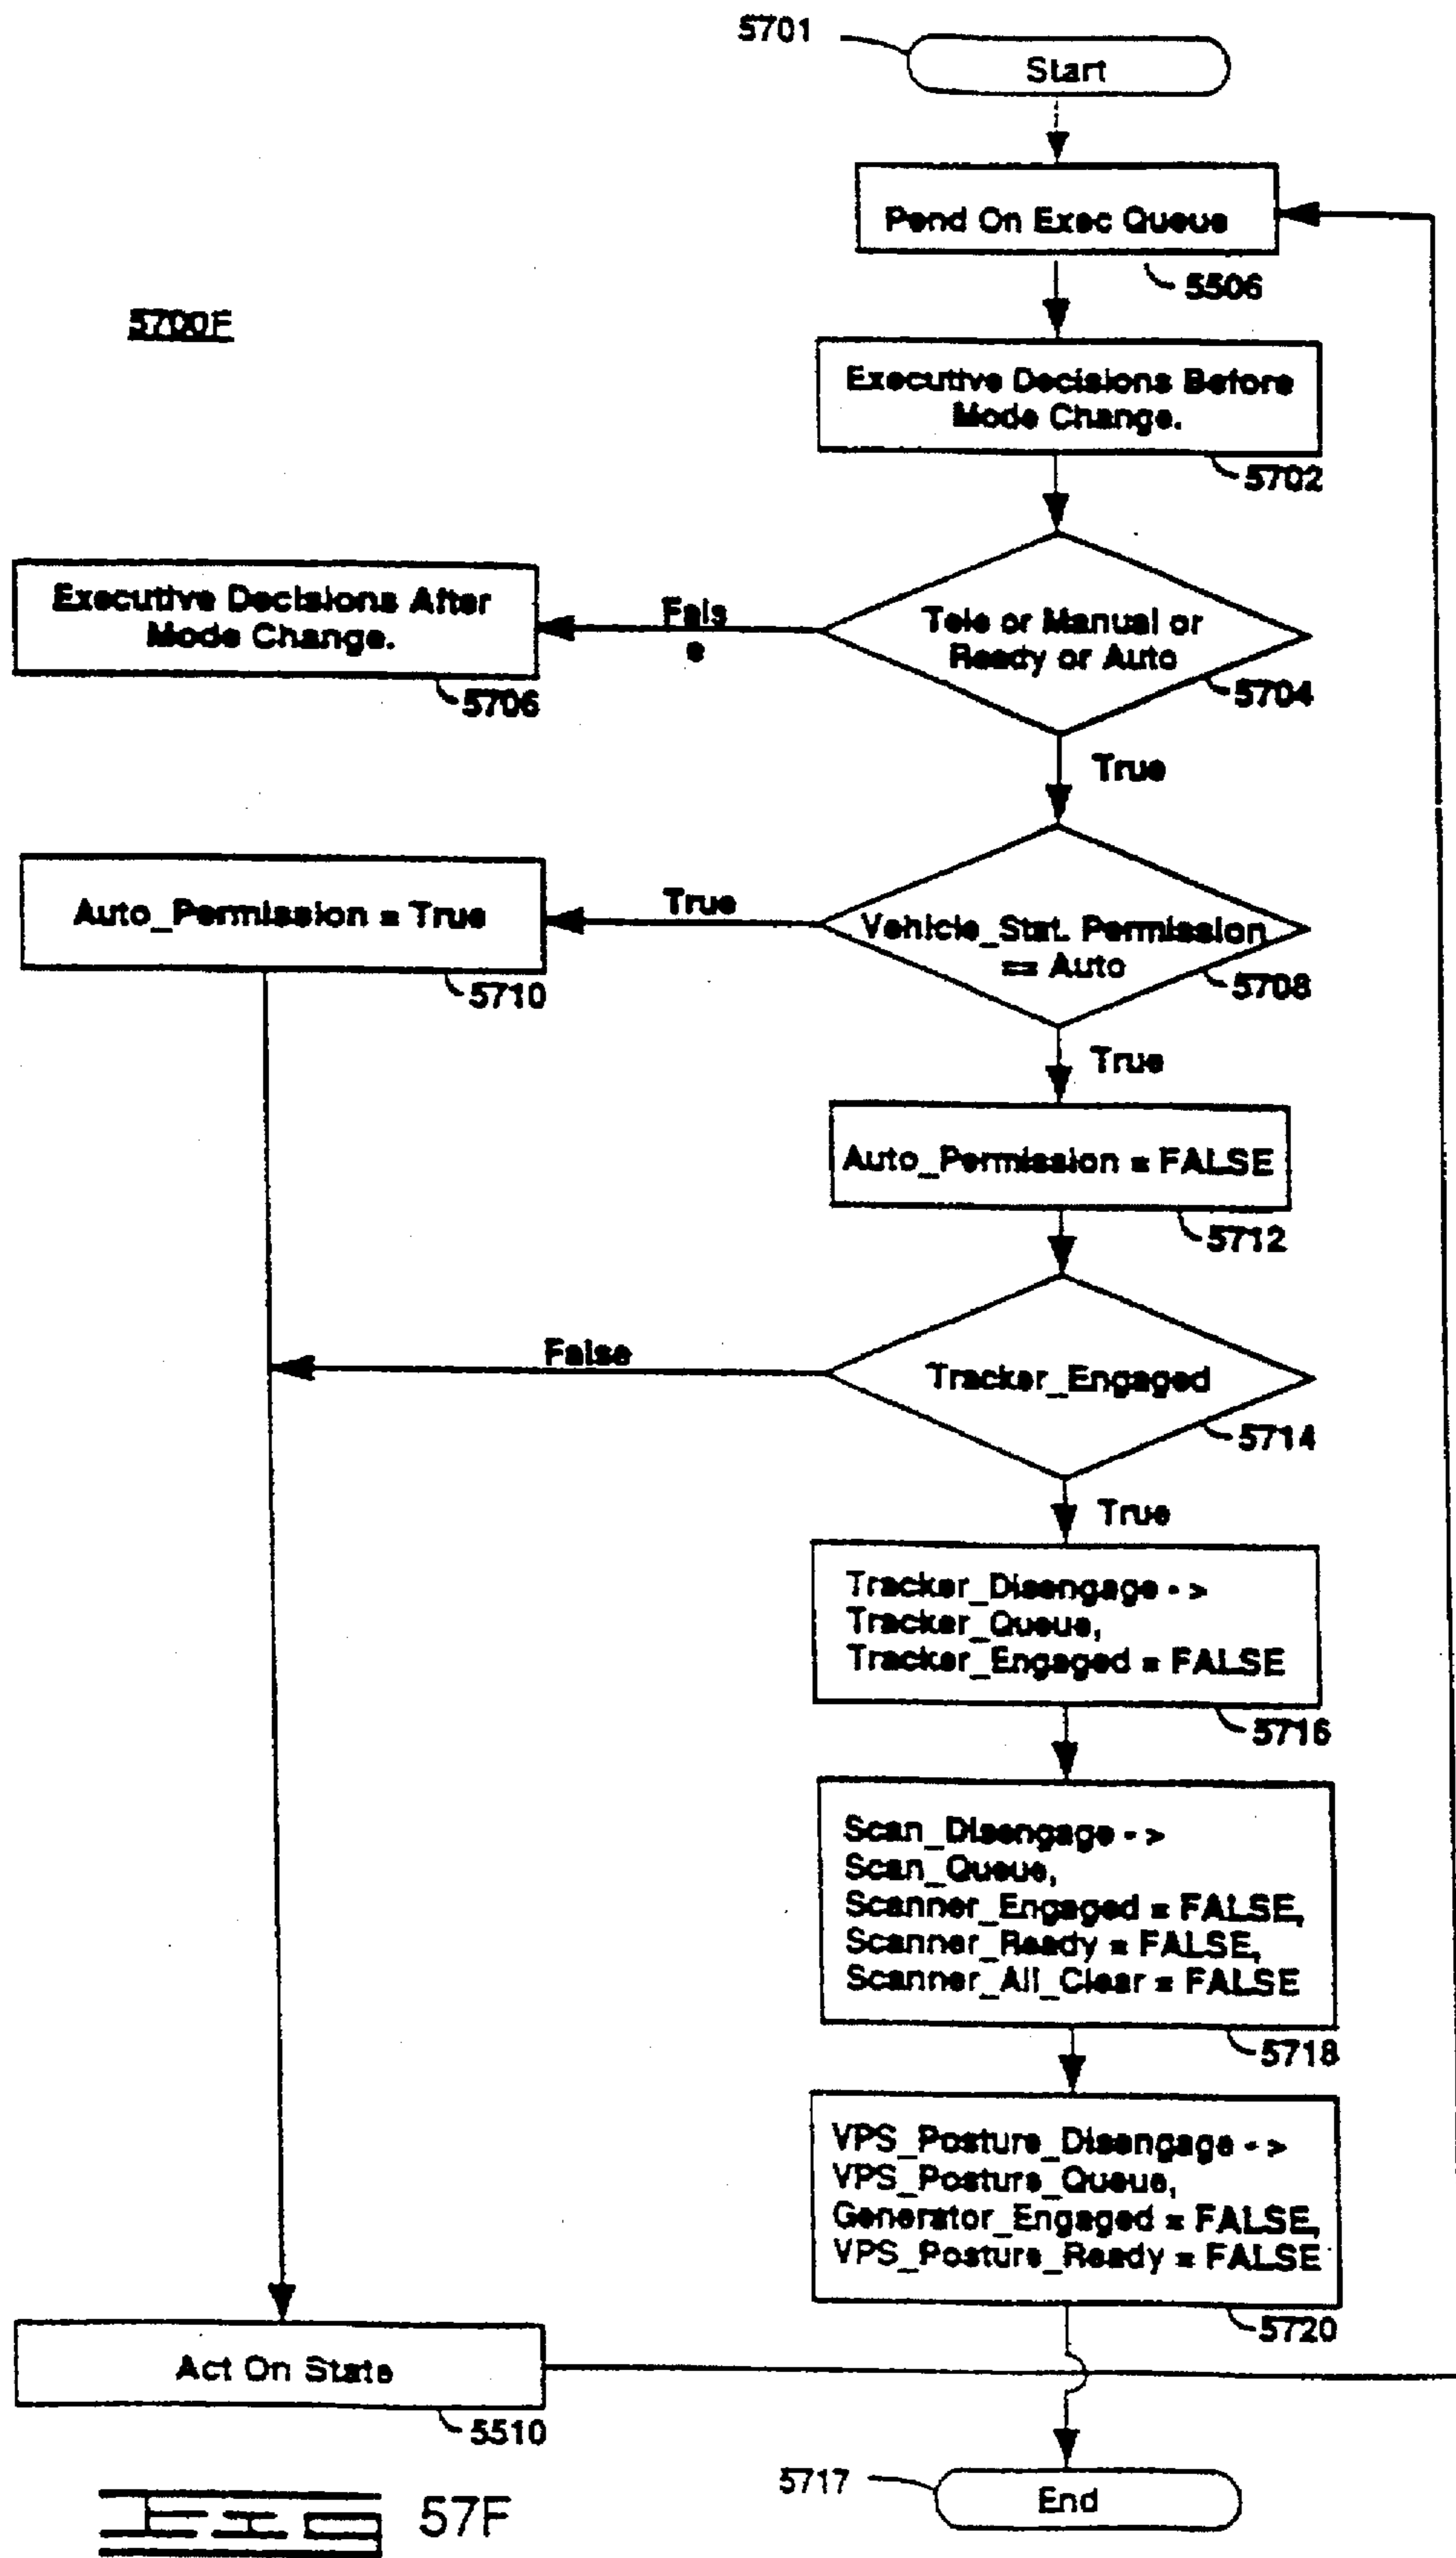 5701
Start
Pend On Exec Queue
5506
5700F
Executive Decisions Before
Mode Change.
5702
Executive Decisions After
Mode Change.
5706
Fals
e
Tele or Manual or
Ready or Auto
5704
True
Auto_Permission = True
5710
True
Vehicle_Stat. Permission
== Auto
5708
True
Auto_Permission = FALSE
5712
False
Tracker_Engaged
5714
True
Tracker_Disengage - >
Tracker_Queue,
Tracker_Engaged = FALSE
5716
Scan_Disengage - >
Scan_Queue,
Scanner_Engaged = FALSE,
Scanner_Ready = FALSE,
Scanner_All_Clear = FALSE
5718
VPS_Posture_Disengage - >
VPS_Posture_Queue,
Generator_Engaged = FALSE,
VPS_Posture_Ready = FALSE
5720
Act On State
5510
5717
End
FIG 57F